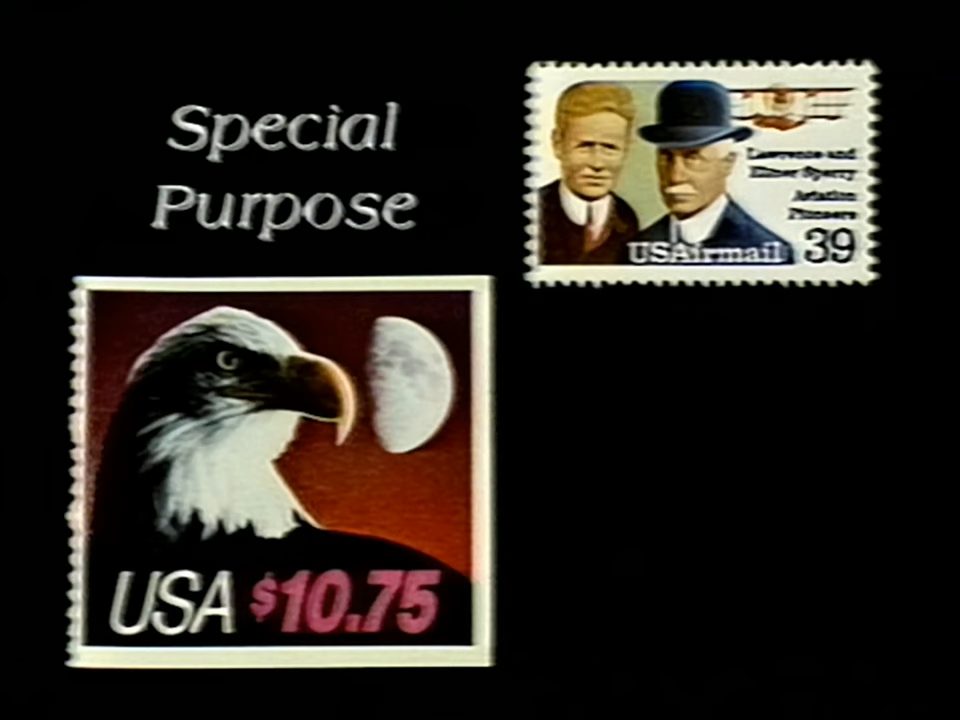 Special
Purpose
Lawrence and
Elmer Sperry
Aviation
Pioneers
USAirmail 39
USA $10.75